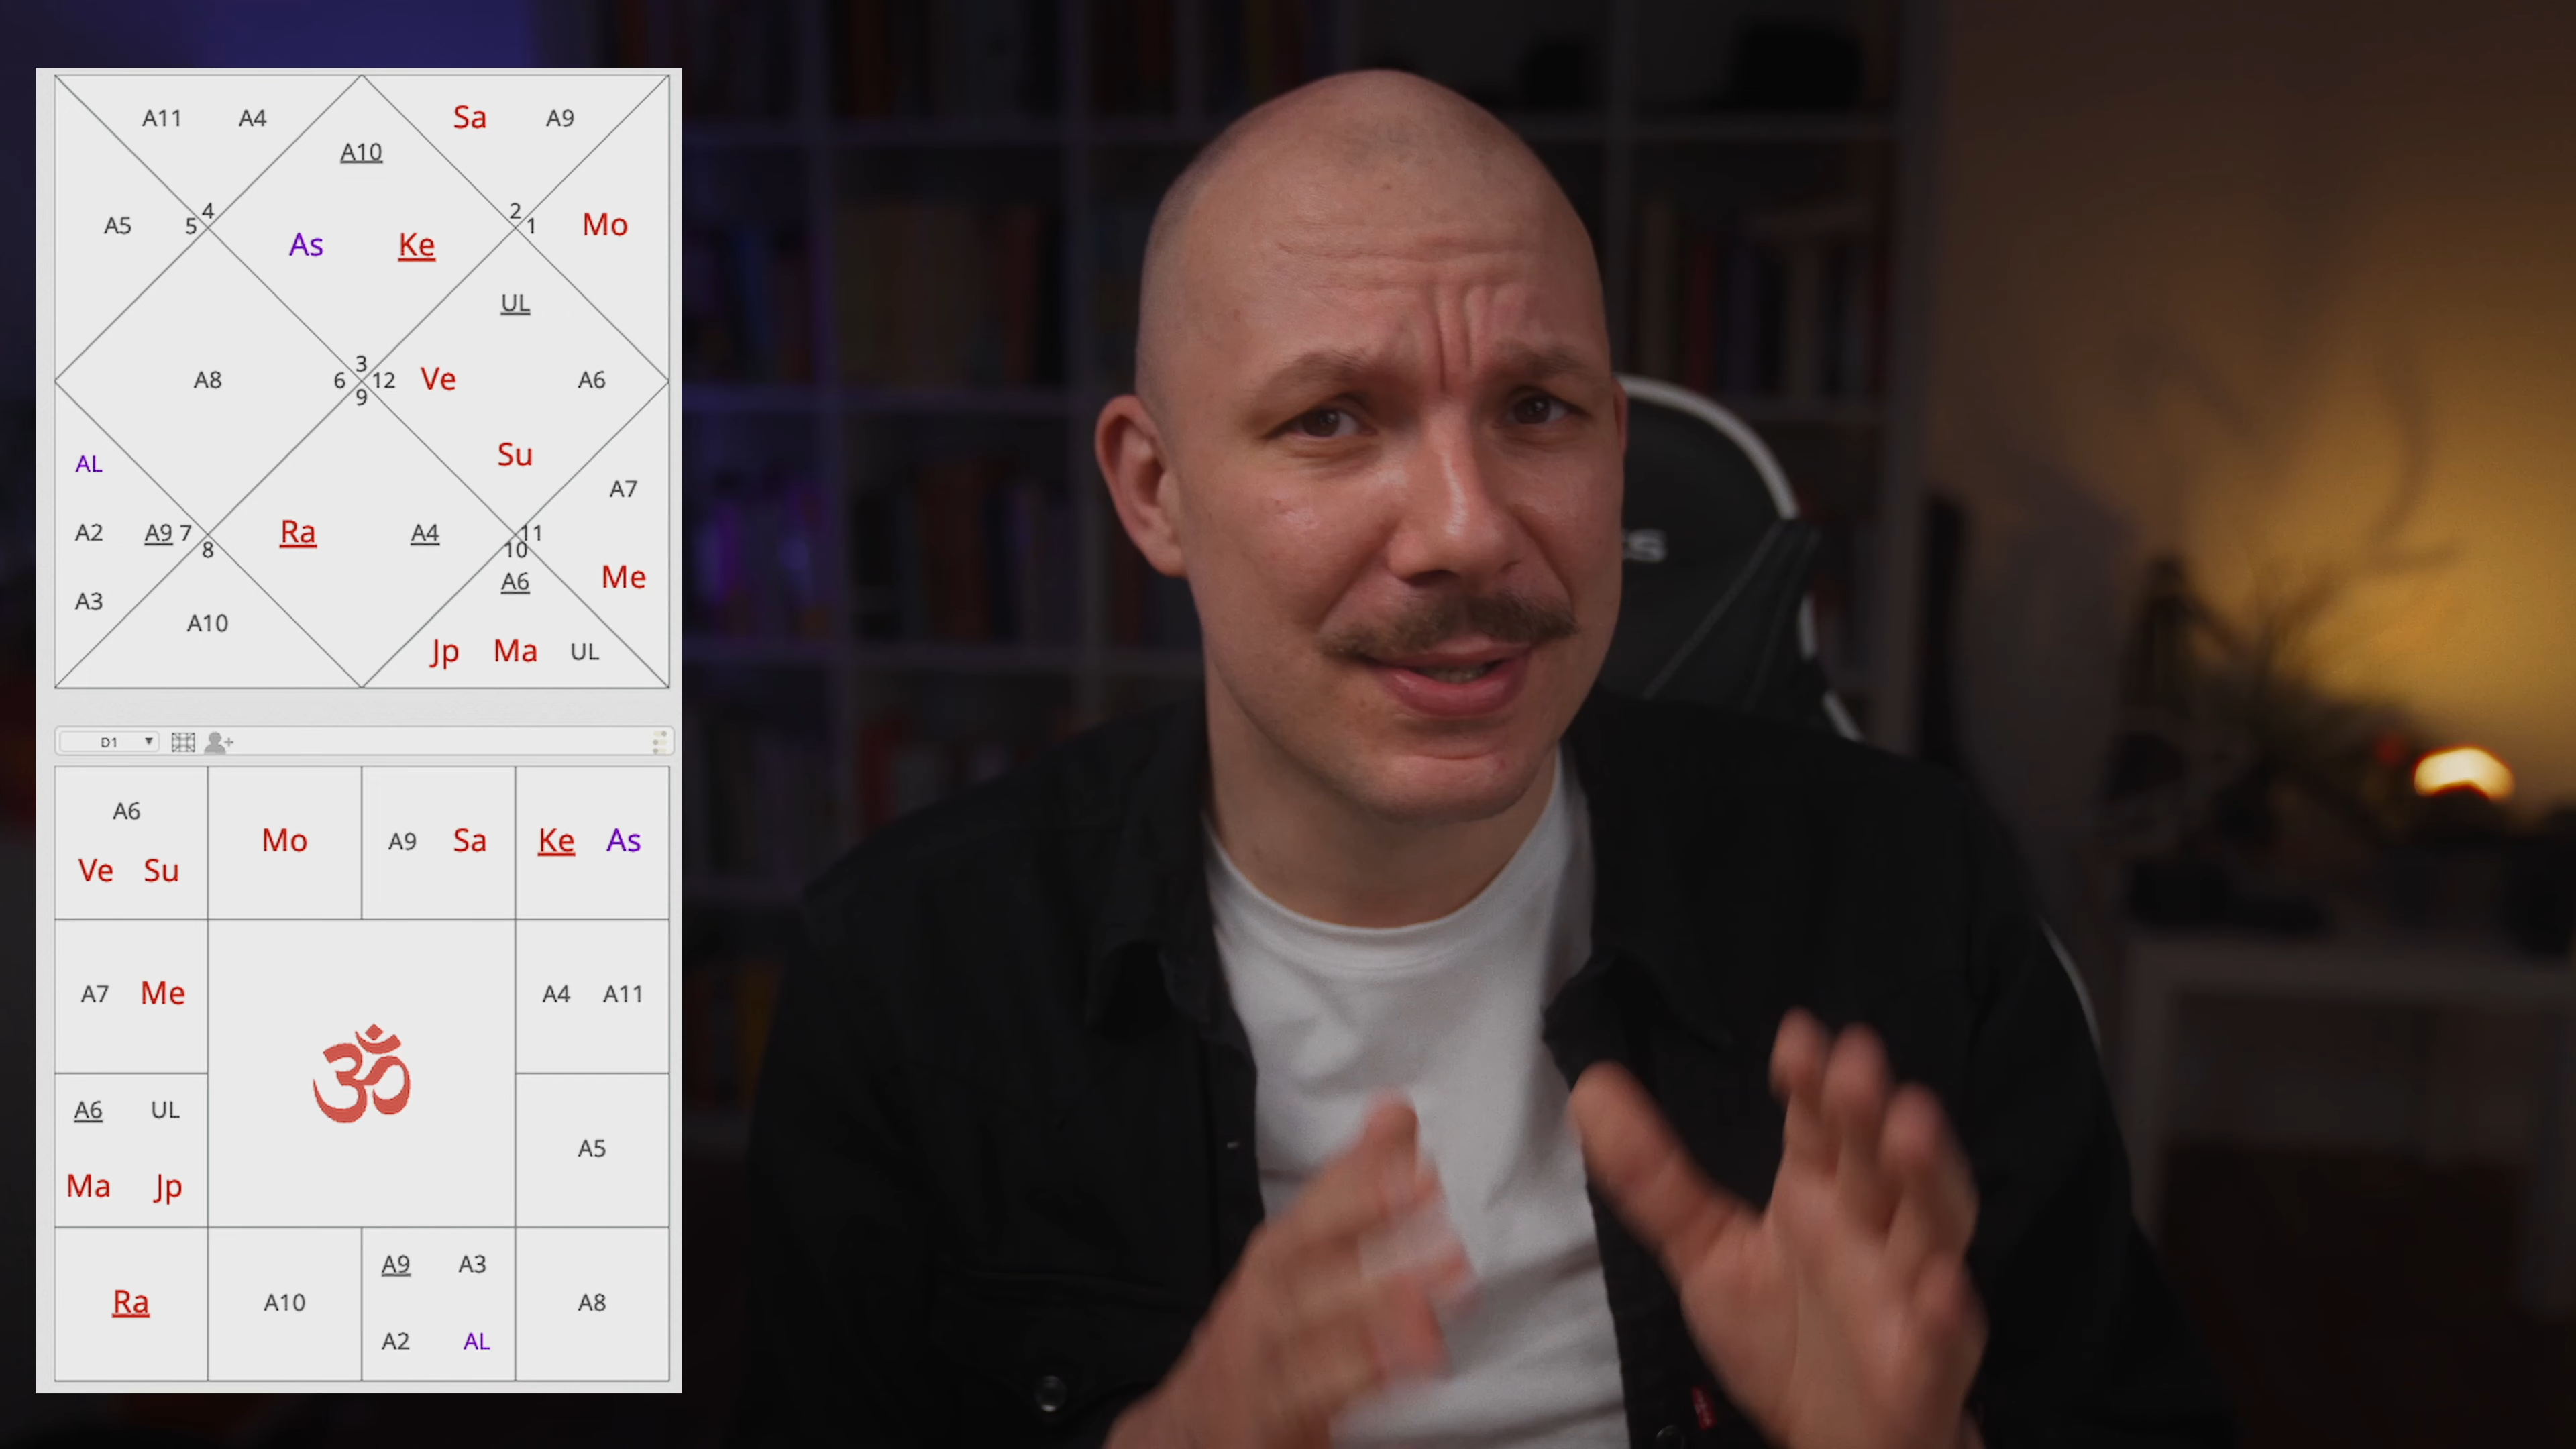 A11 A4 Sa A9
A10
4 2
A5 5 1 Mo
As Ke
UL
3
A8 6 12 Ve A6
9
AL Su
A7
A2 A9 7 Ra A4 11
8 10
A6 Me
A3
A10
Jp Ma UL
D1
A6 Mo A9 Sa Ke As
Ve Su
A7 Me A4 A11
A6 UL
ॐ
A5
Ma Jp
A9 A3
Ra A10 A8
A2 AL